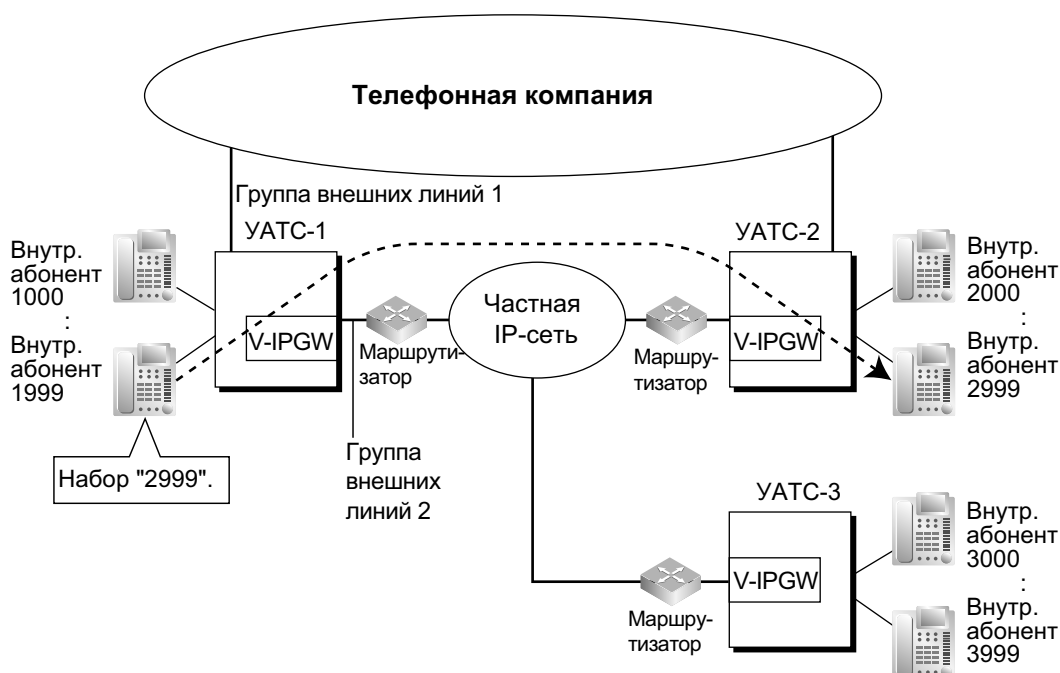 Телефонная компания
Группа внешних линий 1
УАТС-1
УАТС-2
Внутр.
абонент
1000
:
Внутр.
абонент
1999
V-IPGW
Маршрути-
затор
Частная
IP-сеть
Маршру-
тизатор
V-IPGW
Внутр.
абонент
2000
:
Внутр.
абонент
2999
Набор "2999".
Группа
внешних
линий 2
УАТС-3
V-IPGW
Маршру-
тизатор
Внутр.
абонент
3000
:
Внутр.
абонент
3999